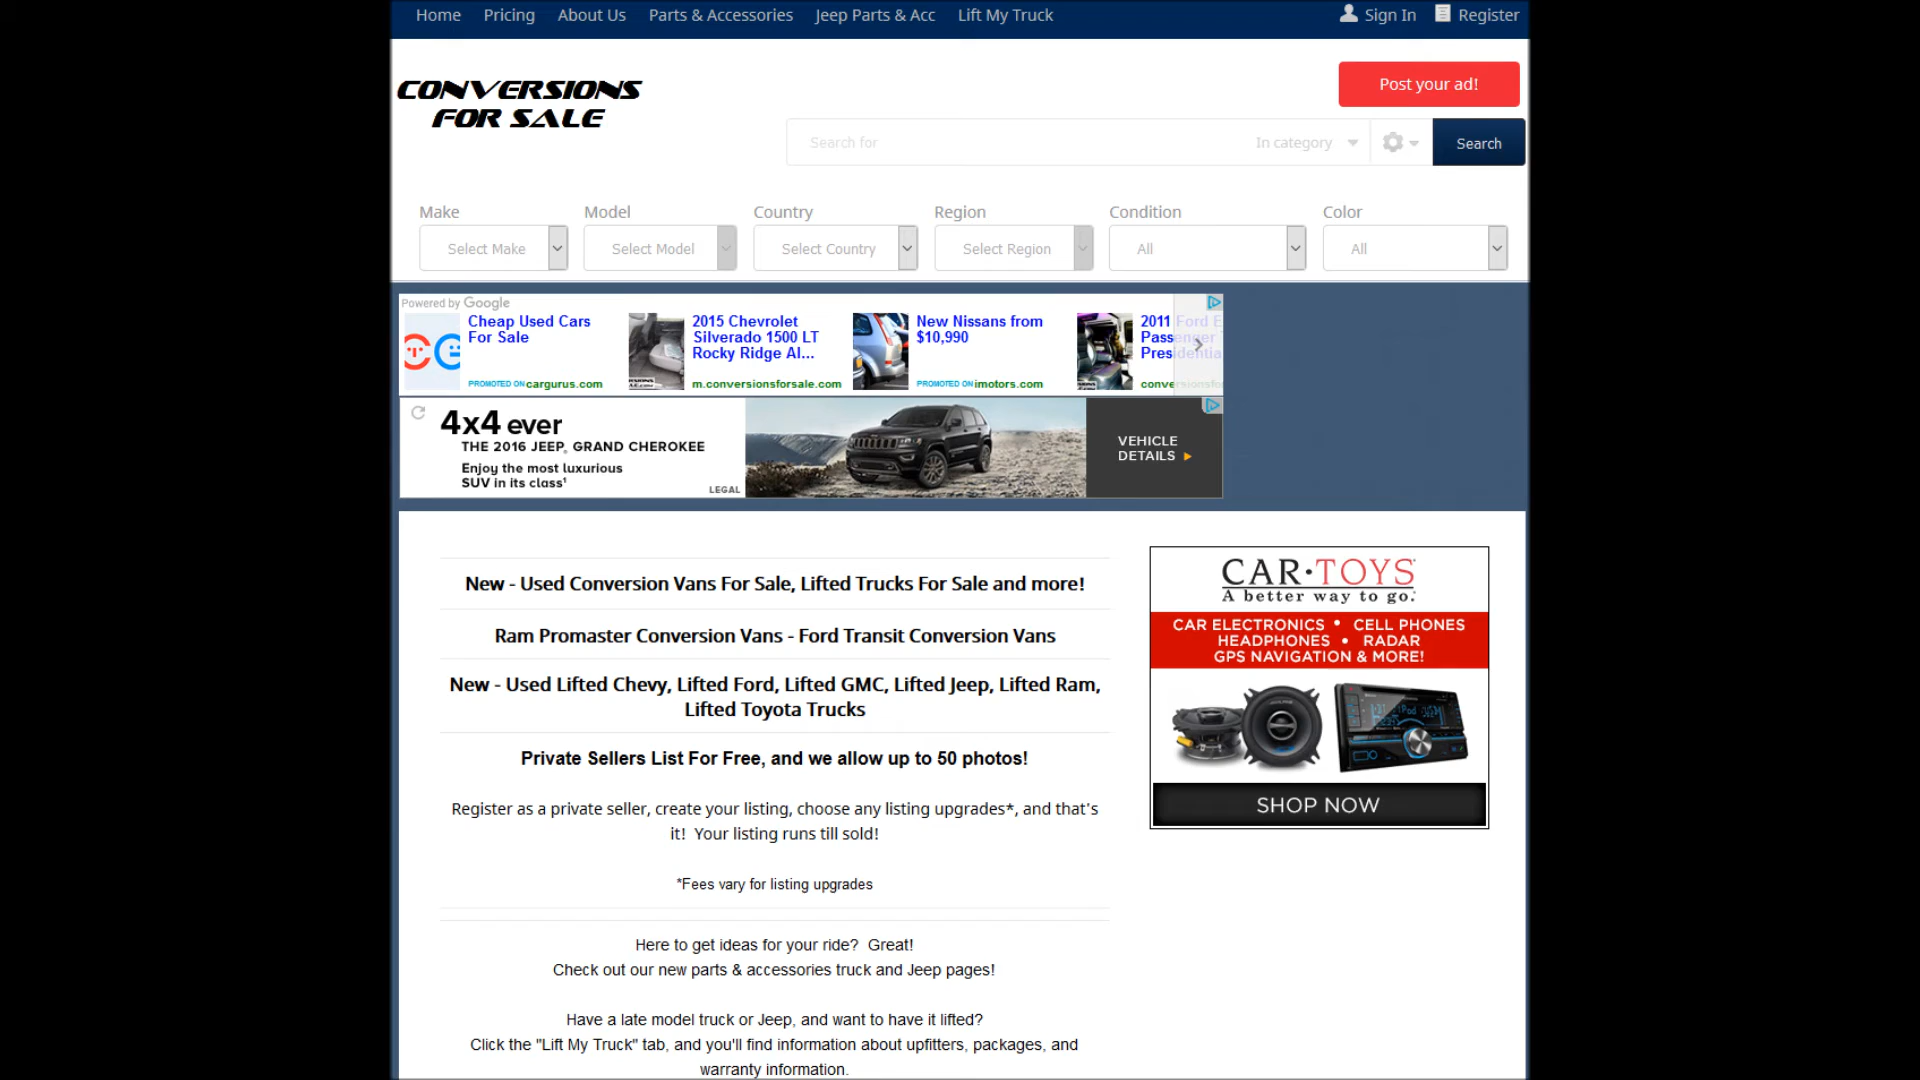 Home Pricing About Us Parts & Accessories Jeep Parts & Acc Lift My Truck Sign In Register
CONVERSIONS
FOR SALE
Post your ad!
Search for In category Search
Make Model Country Region Condition Color
Select Make Select Model Select Country Select Region All All
Powered by Google
Cheap Used Cars
For Sale
PROMOTED ON cargurus.com
2015 Chevrolet
Silverado 1500 LT
Rocky Ridge Al...
m.conversionsforsale.com
New Nissans from
$10,990
PROMOTED ON imotors.com
2011 Ford E
Passenger
Presidentia
conversionsfor
4x4 ever
THE 2016 JEEP® GRAND CHEROKEE
Enjoy the most luxurious
SUV in its class¹
LEGAL
VEHICLE
DETAILS
New - Used Conversion Vans For Sale, Lifted Trucks For Sale and more!
Ram Promaster Conversion Vans - Ford Transit Conversion Vans
New - Used Lifted Chevy, Lifted Ford, Lifted GMC, Lifted Jeep, Lifted Ram,
Lifted Toyota Trucks
Private Sellers List For Free, and we allow up to 50 photos!
Register as a private seller, create your listing, choose any listing upgrades*, and that's
it! Your listing runs till sold!
*Fees vary for listing upgrades
Here to get ideas for your ride? Great!
Check out our new parts & accessories truck and Jeep pages!
Have a late model truck or Jeep, and want to have it lifted?
Click the "Lift My Truck" tab, and you'll find information about upfitters, packages, and
warranty information.
CAR·TOYS
A better way to go.
CAR ELECTRONICS • CELL PHONES
HEADPHONES • RADAR
GPS NAVIGATION & MORE!
SHOP NOW